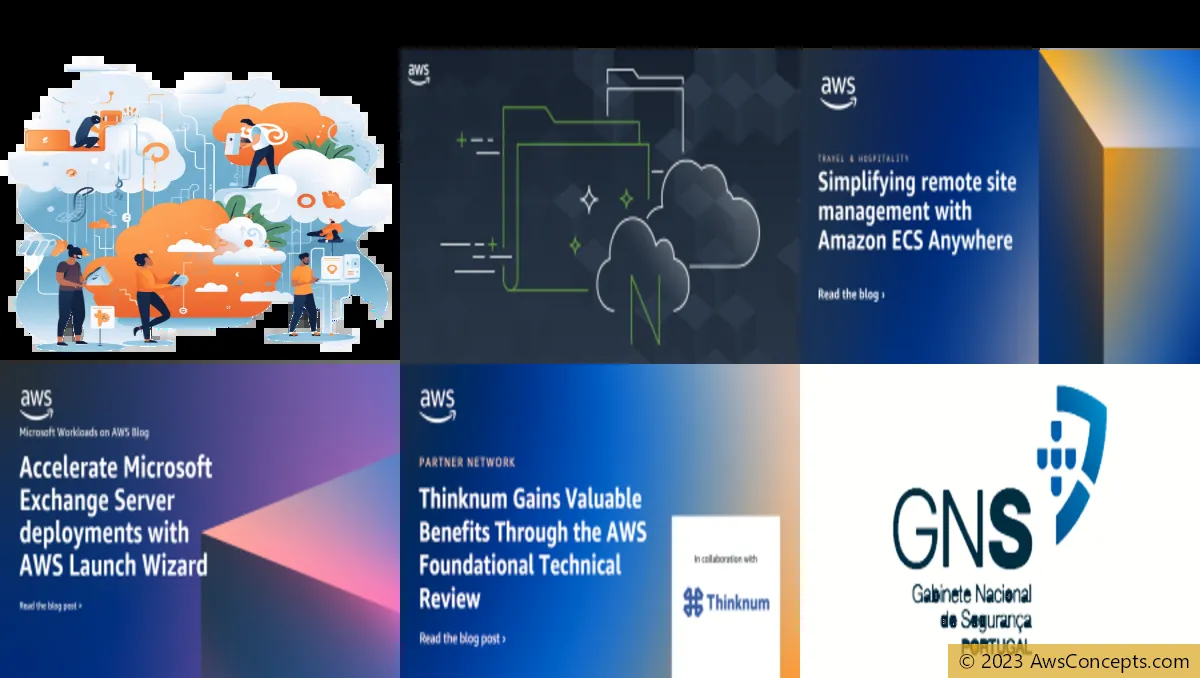 aws
aws
TRAVEL & HOSPITALITY
Simplifying remote site
management with
Amazon ECS Anywhere
Read the blog ›
aws
Microsoft Workloads on AWS Blog
Accelerate Microsoft
Exchange Server
deployments with
AWS Launch Wizard
Read the blog post ›
aws
PARTNER NETWORK
Thinknum Gains Valuable
Benefits Through the AWS
Foundational Technical
Review
Read the blog post ›
In collaboration with
Thinknum
GNS
Gabinete Nacional
de Segurança
PORTUGAL
© 2023 AwsConcepts.com